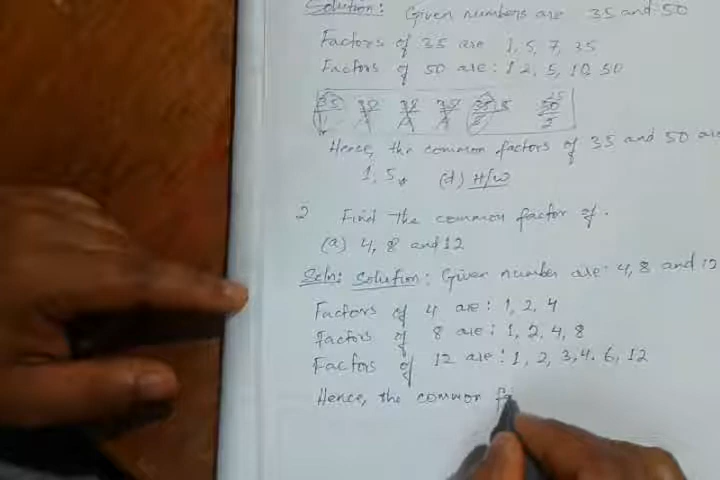 Solution: Given numbers are 35 and 50
Factors of 35 are 1, 5, 7, 35
Factors of 50 are: 1 2, 5, 10 50
Hence, the common factors of 35 and 50 are
1, 5 (d) H/W
2 Find the common factor of.
(a) 4, 8 and 12
Soln: Solution: Given number are: 4, 8 and 12
Factors of 4 are: 1, 2, 4
Factors of 8 are: 1, 2, 4, 8
Factors of 12 are: 1, 2, 3, 4. 6, 12
Hence, the common fa